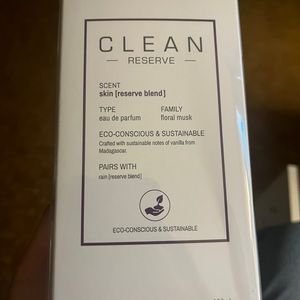 CLEAN
RESERVE
SCENT
skin [reserve blend]
TYPE FAMILY
eau de parfum floral musk
ECO-CONSCIOUS & SUSTAINABLE
Crafted with sustainable notes of vanilla from
Madagascar.
PAIRS WITH
rain [reserve blend]
ECO-CONSCIOUS & SUSTAINABLE